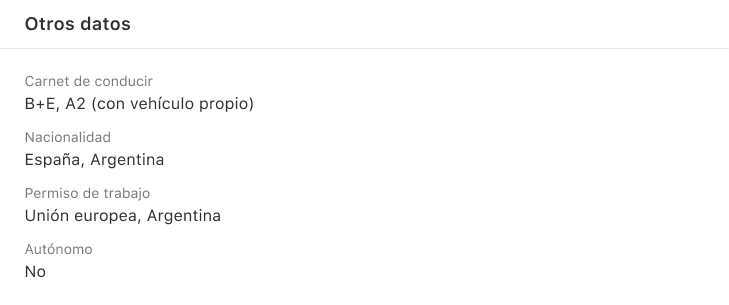 Otros datos
Carnet de conducir
B+E, A2 (con vehículo propio)
Nacionalidad
España, Argentina
Permiso de trabajo
Unión europea, Argentina
Autónomo
No